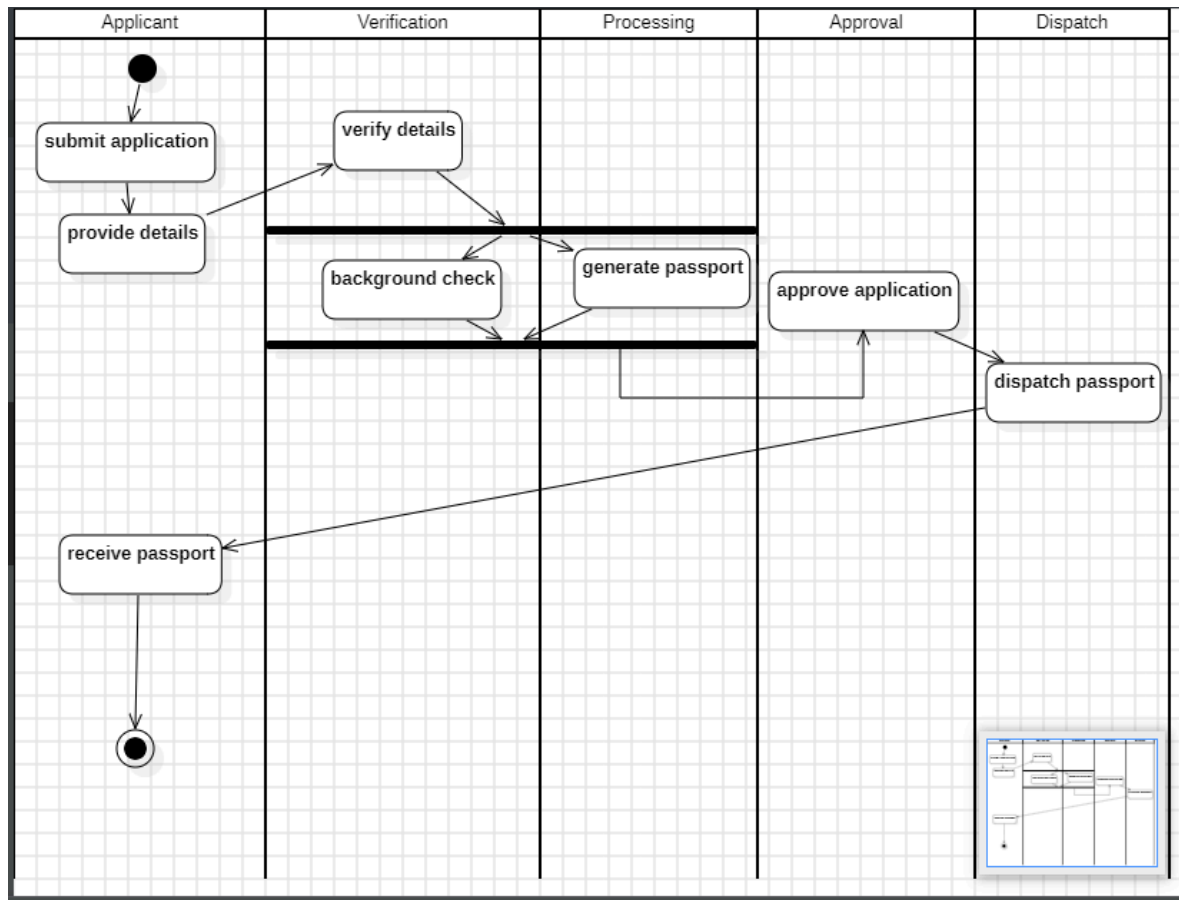 Applicant
Verification
Processing
Approval
Dispatch
submit application
verify details
provide details
background check
generate passport
approve application
dispatch passport
receive passport